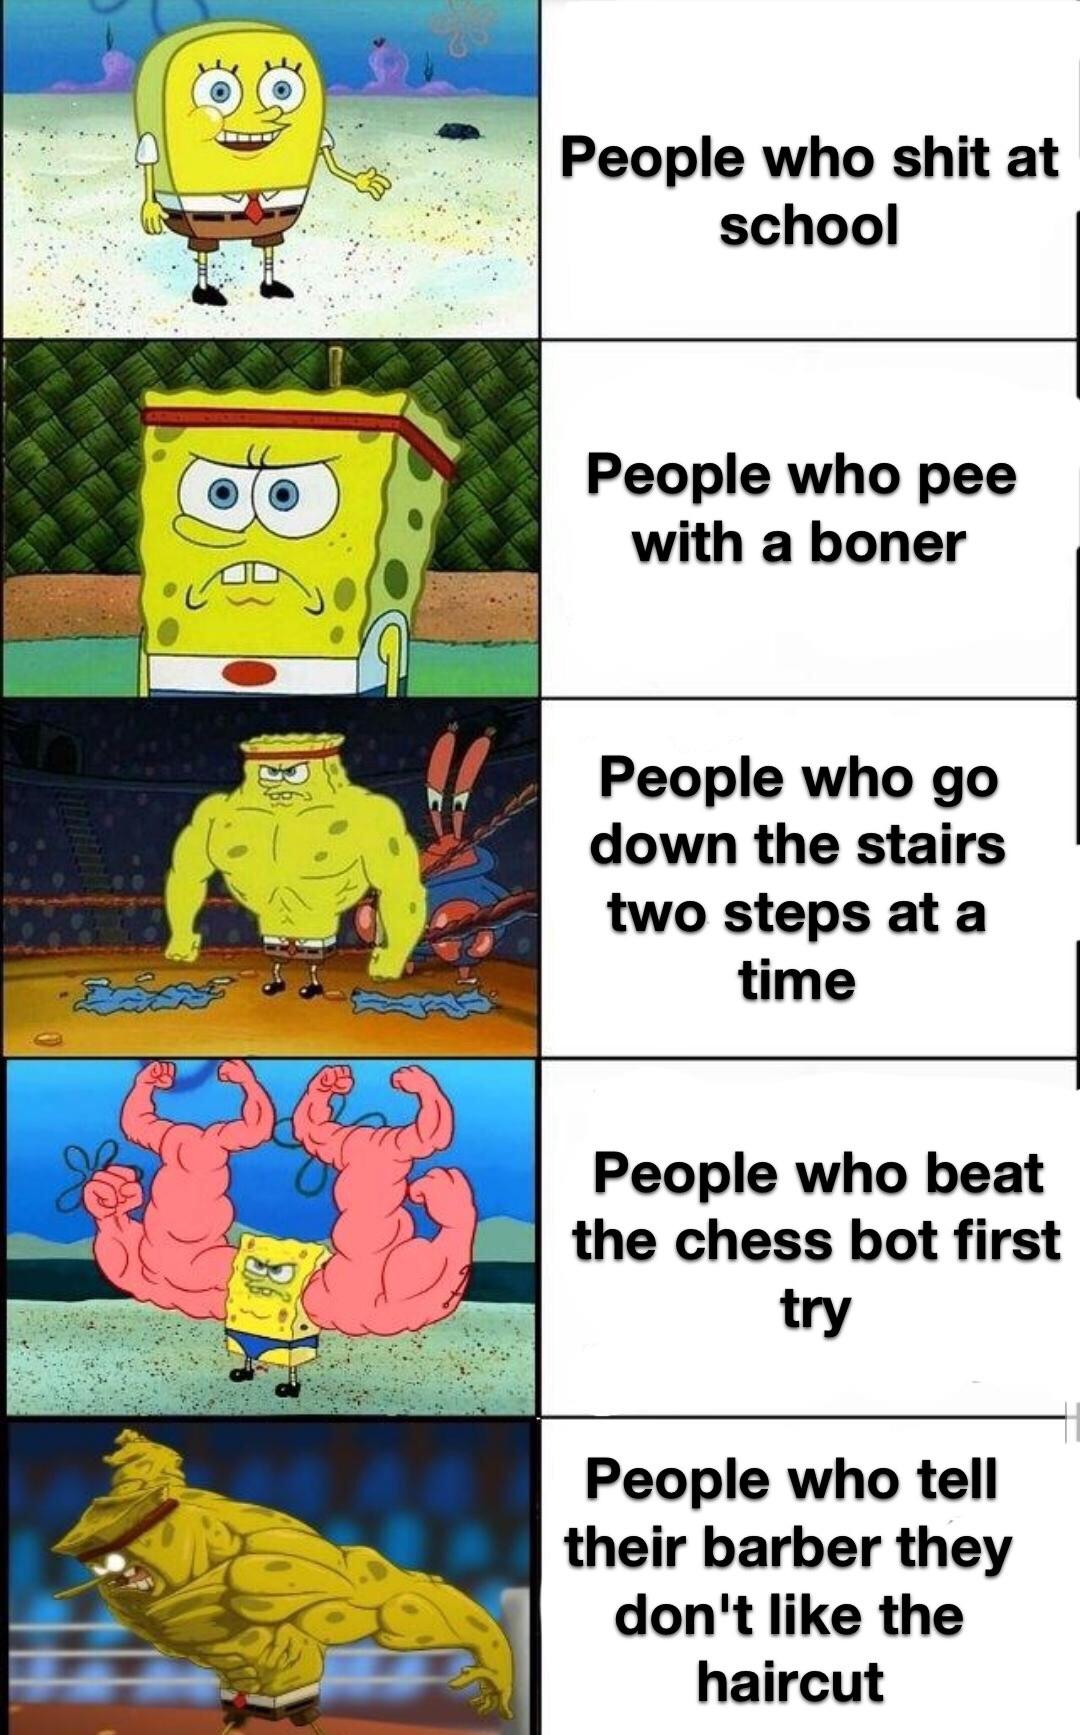 People who shit at
school
People who pee
with a boner
People who go
down the stairs
two steps at a
time
People who beat
the chess bot first
try
People who tell
their barber they
don't like the
haircut